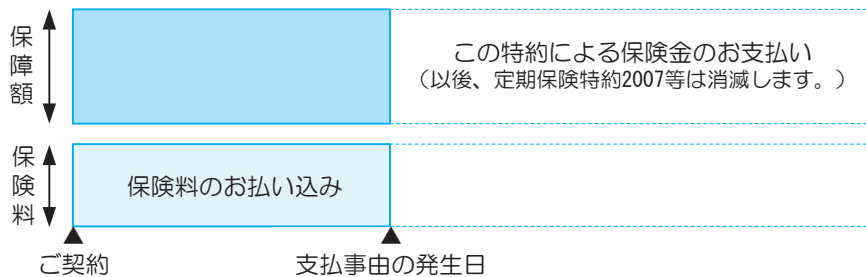 保障額
この特約による保険金のお支払い
（以後、定期保険特約2007等は消滅します。）
保険料
保険料のお払い込み
ご契約
支払事由の発生日